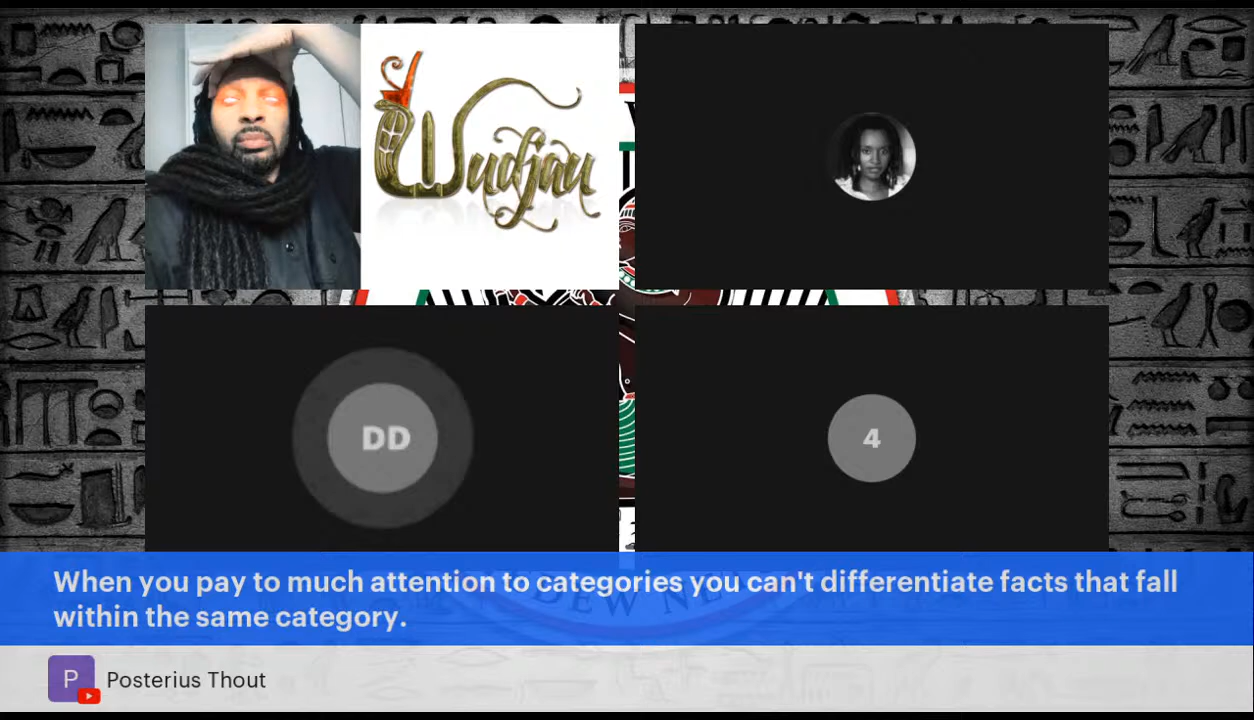 Wudjau
DD
4
When you pay to much attention to categories you can't differentiate facts that fall
within the same category.
P
Posterius Thout